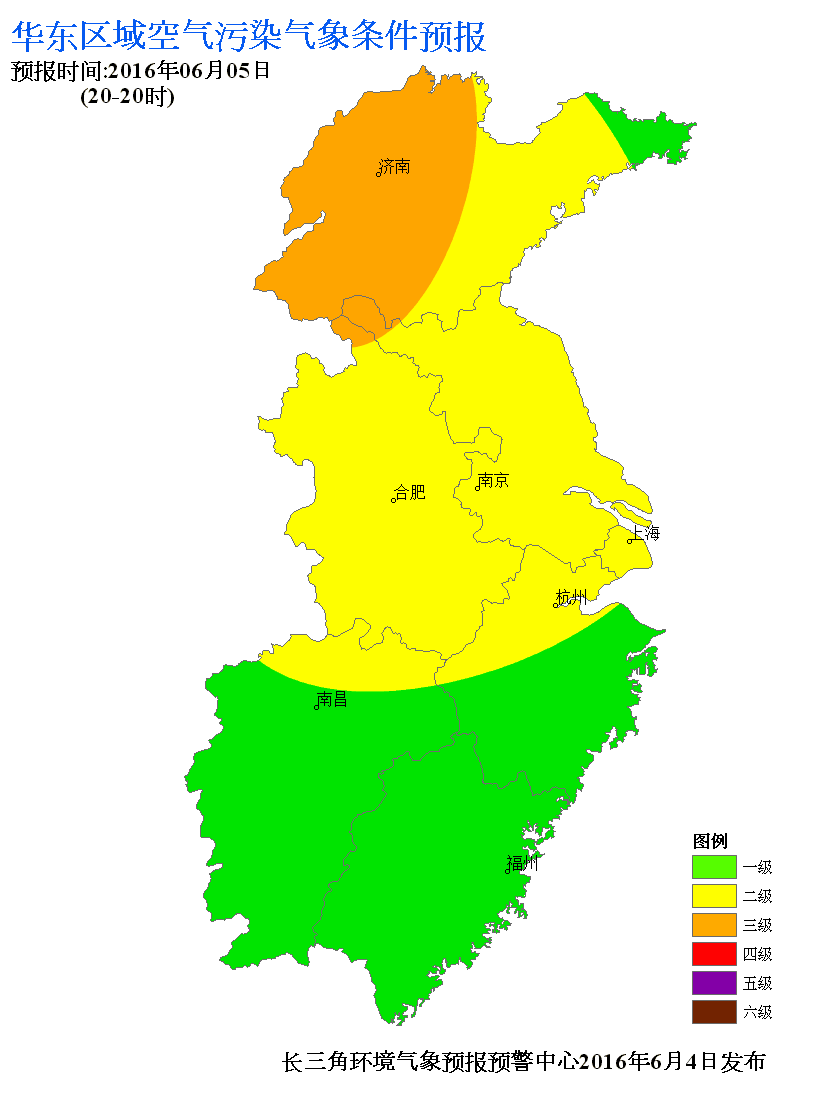 华东区域空气污染气象条件预报
预报时间:2016年06月05日
(20-20时)
济南
合肥
南京
上海
杭州
南昌
福州
图例
一级
二级
三级
四级
五级
六级
长三角环境气象预报预警中心2016年6月4日发布